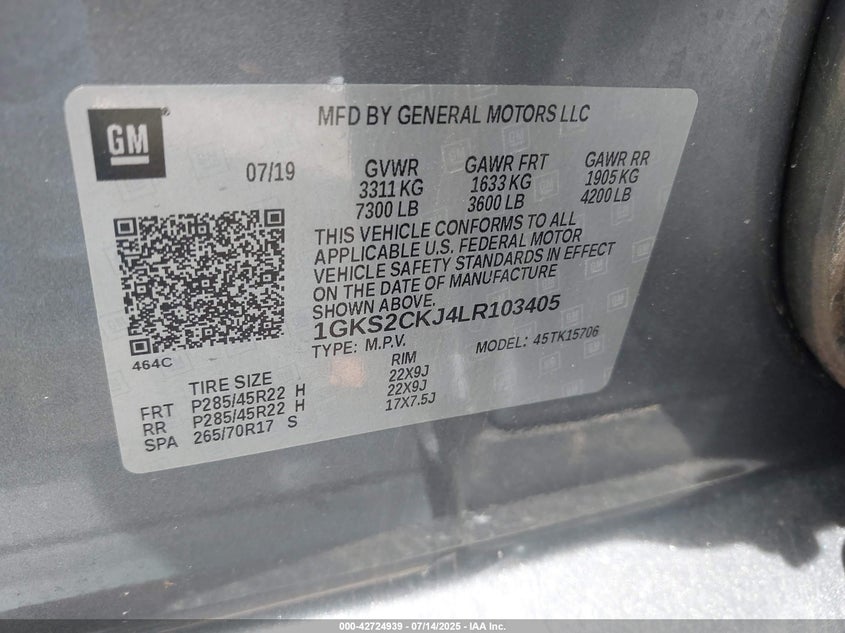 GM
®
MFD BY GENERAL MOTORS LLC
07/19
GVWR
3311 KG
7300 LB
GAWR FRT
1633 KG
3600 LB
GAWR RR
1905 KG
4200 LB
THIS VEHICLE CONFORMS TO ALL
APPLICABLE U.S. FEDERAL MOTOR
VEHICLE SAFETY STANDARDS IN EFFECT
ON THE DATE OF MANUFACTURE
SHOWN ABOVE.
1GKS2CKJ4LR103405
TYPE: M.P.V.
MODEL: 45TK15706
464C
TIRE SIZE
RIM
FRT P285/45R22 H 22X9J
RR P285/45R22 H 22X9J
SPA 265/70R17 S 17X7.5J
000-42724939 / 07/14/2025 - IAA Inc.